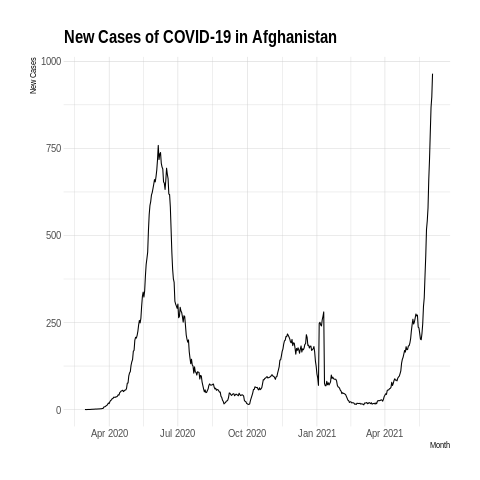 New Cases of COVID-19 in Afghanistan
New Cases
1000
750
500
250
0
Apr 2020 Jul 2020 Oct 2020 Jan 2021 Apr 2021
Month